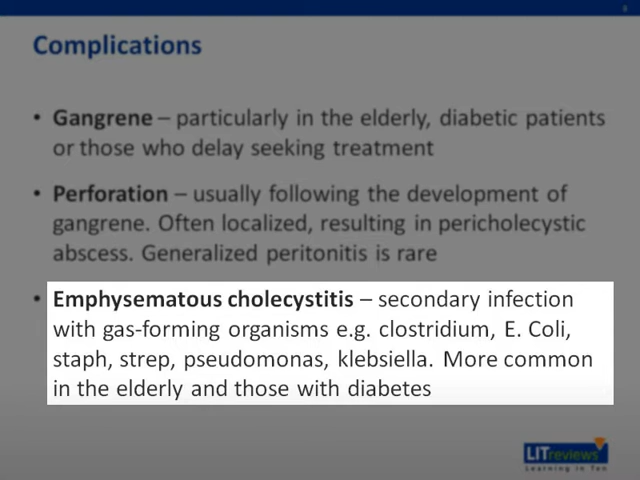 8
Complications
• Gangrene – particularly in the elderly, diabetic patients
or those who delay seeking treatment
• Perforation – usually following the development of
gangrene. Often localized, resulting in pericholecystic
abscess. Generalized peritonitis is rare
• Emphysematous cholecystitis – secondary infection
with gas-forming organisms e.g. clostridium, E. Coli,
staph, strep, pseudomonas, klebsiella. More common
in the elderly and those with diabetes
LITreviews
Learning in Ten